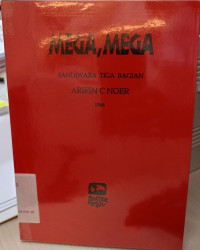 MEGA, MEGA
SANDIWARA TIGA BAGIAN
ARIFIN C NOER